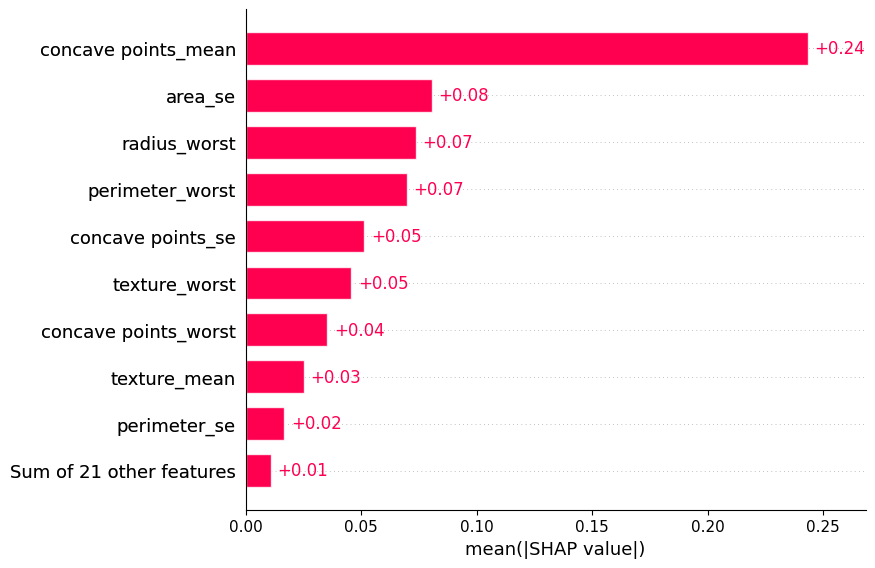 concave points_mean +0.24
area_se +0.08
radius_worst +0.07
perimeter_worst +0.07
concave points_se +0.05
texture_worst +0.05
concave points_worst +0.04
texture_mean +0.03
perimeter_se +0.02
Sum of 21 other features +0.01
0.00 0.05 0.10 0.15 0.20 0.25
mean(|SHAP value|)